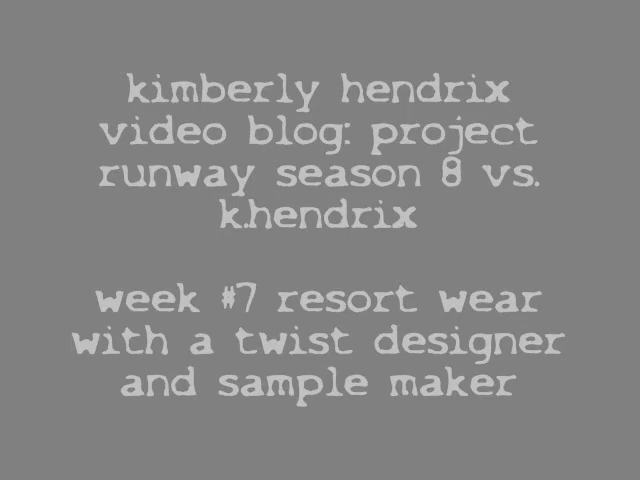 kimberly hendrix
video blog: project
runway season 8 vs.
k.hendrix
week #7 resort wear
with a twist designer
and sample maker